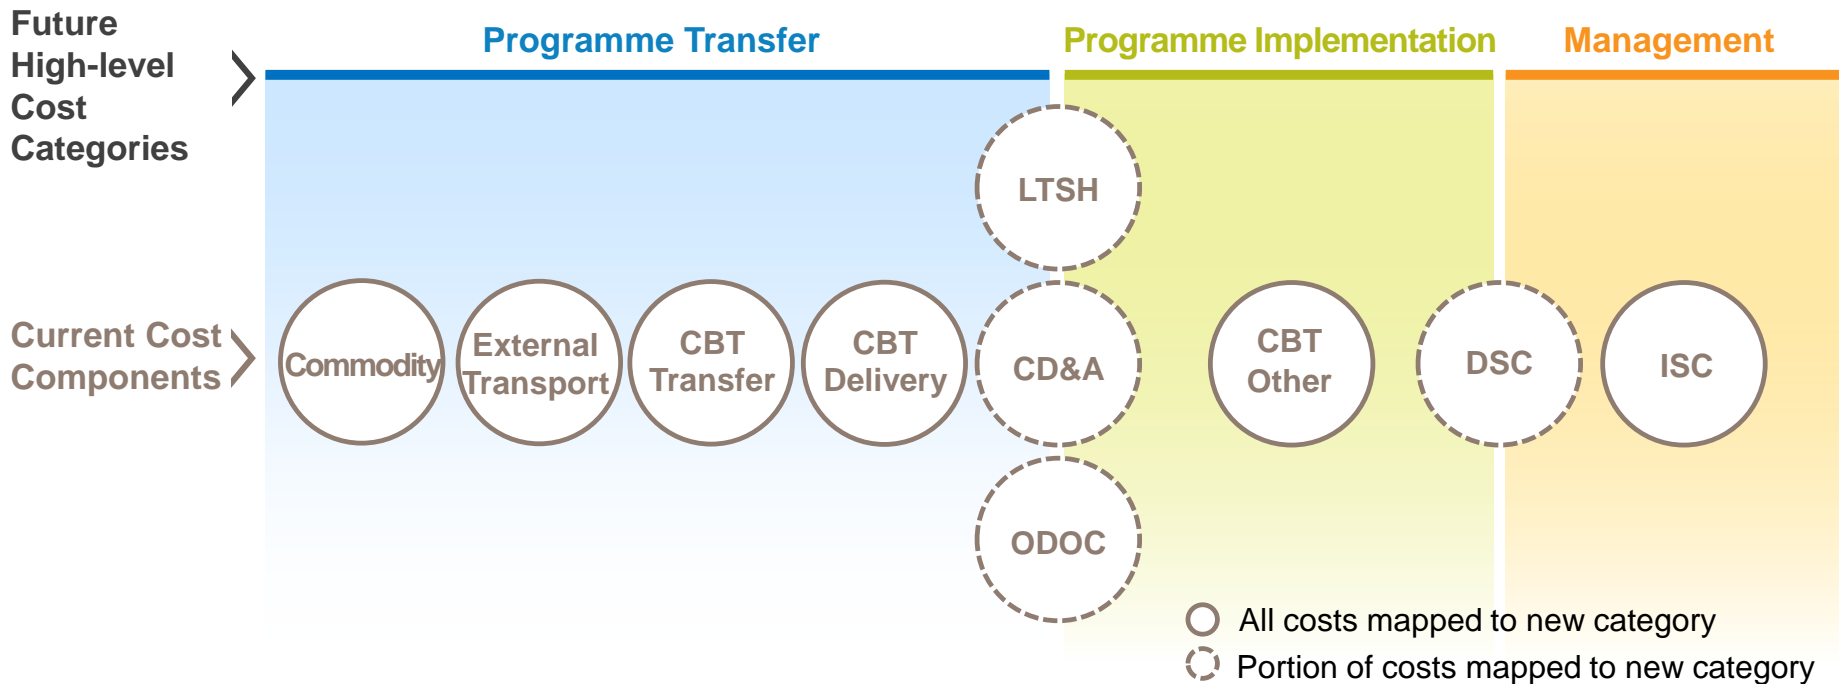 Future
High-level
Cost
Categories
Programme Transfer
Programme Implementation
Management
LTSH
Current Cost
Components
Commodity
External
Transport
CBT
Transfer
CBT
Delivery
CD&A
CBT
Other
DSC
ISC
ODOC
All costs mapped to new category
Portion of costs mapped to new category